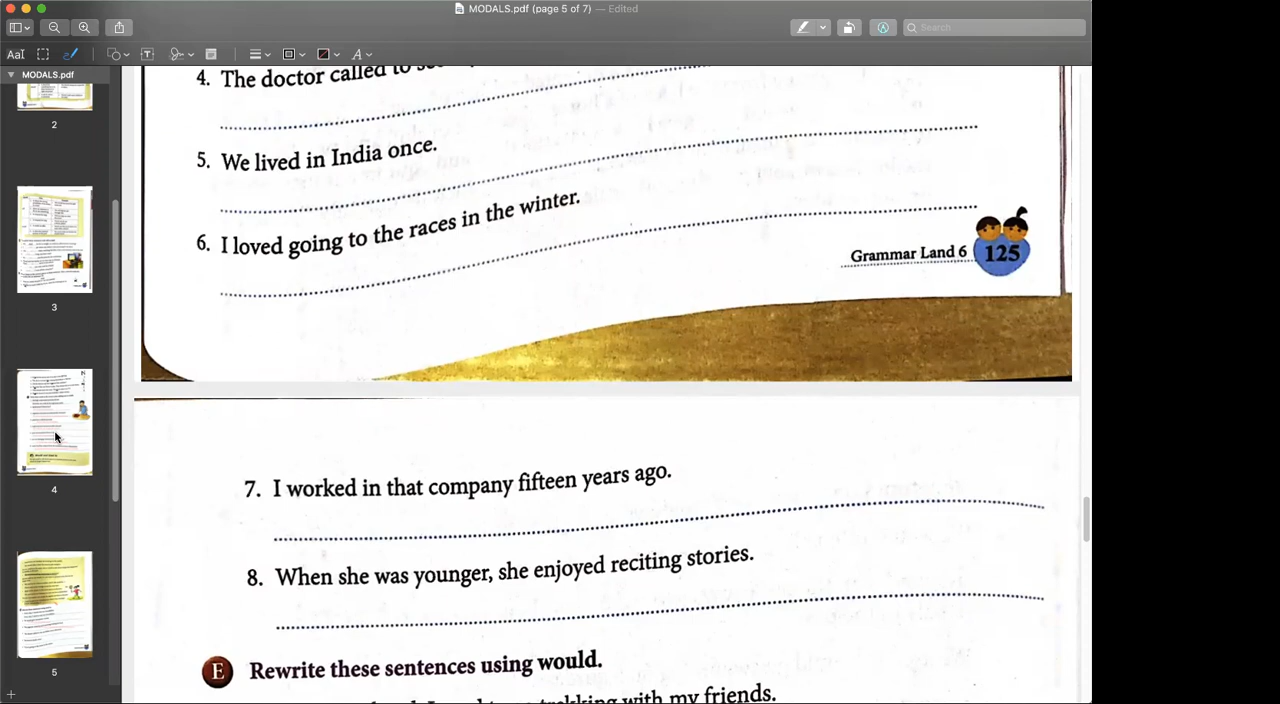 MODALS.pdf (page 5 of 7) — Edited
Search
AaI
MODALS.pdf
2
3
4
5
4. The doctor called to
5. We lived in India once.
6. I loved going to the races in the winter.
Grammar Land 6 125
7. I worked in that company fifteen years ago.
8. When she was younger, she enjoyed reciting stories.
E Rewrite these sentences using would.
trekking with my friends.